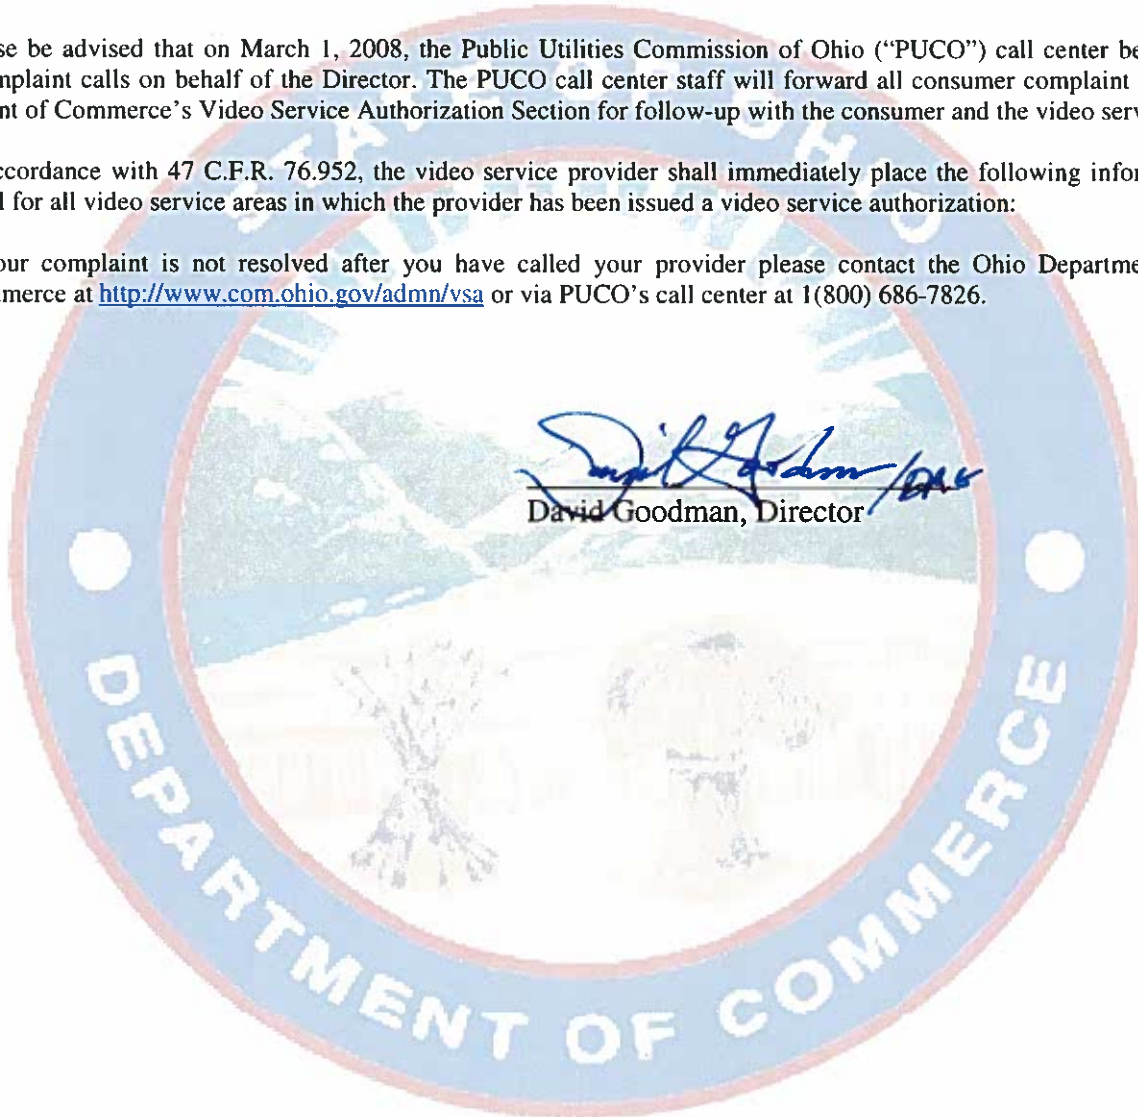 se be advised that on March 1, 2008, the Public Utilities Commission of Ohio (“PUCO”) call center be
mplaint calls on behalf of the Director. The PUCO call center staff will forward all consumer complaint
nt of Commerce’s Video Service Authorization Section for follow-up with the consumer and the video serv
ccordance with 47 C.F.R. 76.952, the video service provider shall immediately place the following infor
l for all video service areas in which the provider has been issued a video service authorization:
our complaint is not resolved after you have called your provider please contact the Ohio Departme
merce at http://www.com.ohio.gov/admn/vsa or via PUCO’s call center at 1(800) 686-7826.
David Goodman, Director
STATE OF OHIO
DEPARTMENT OF COMMERCE